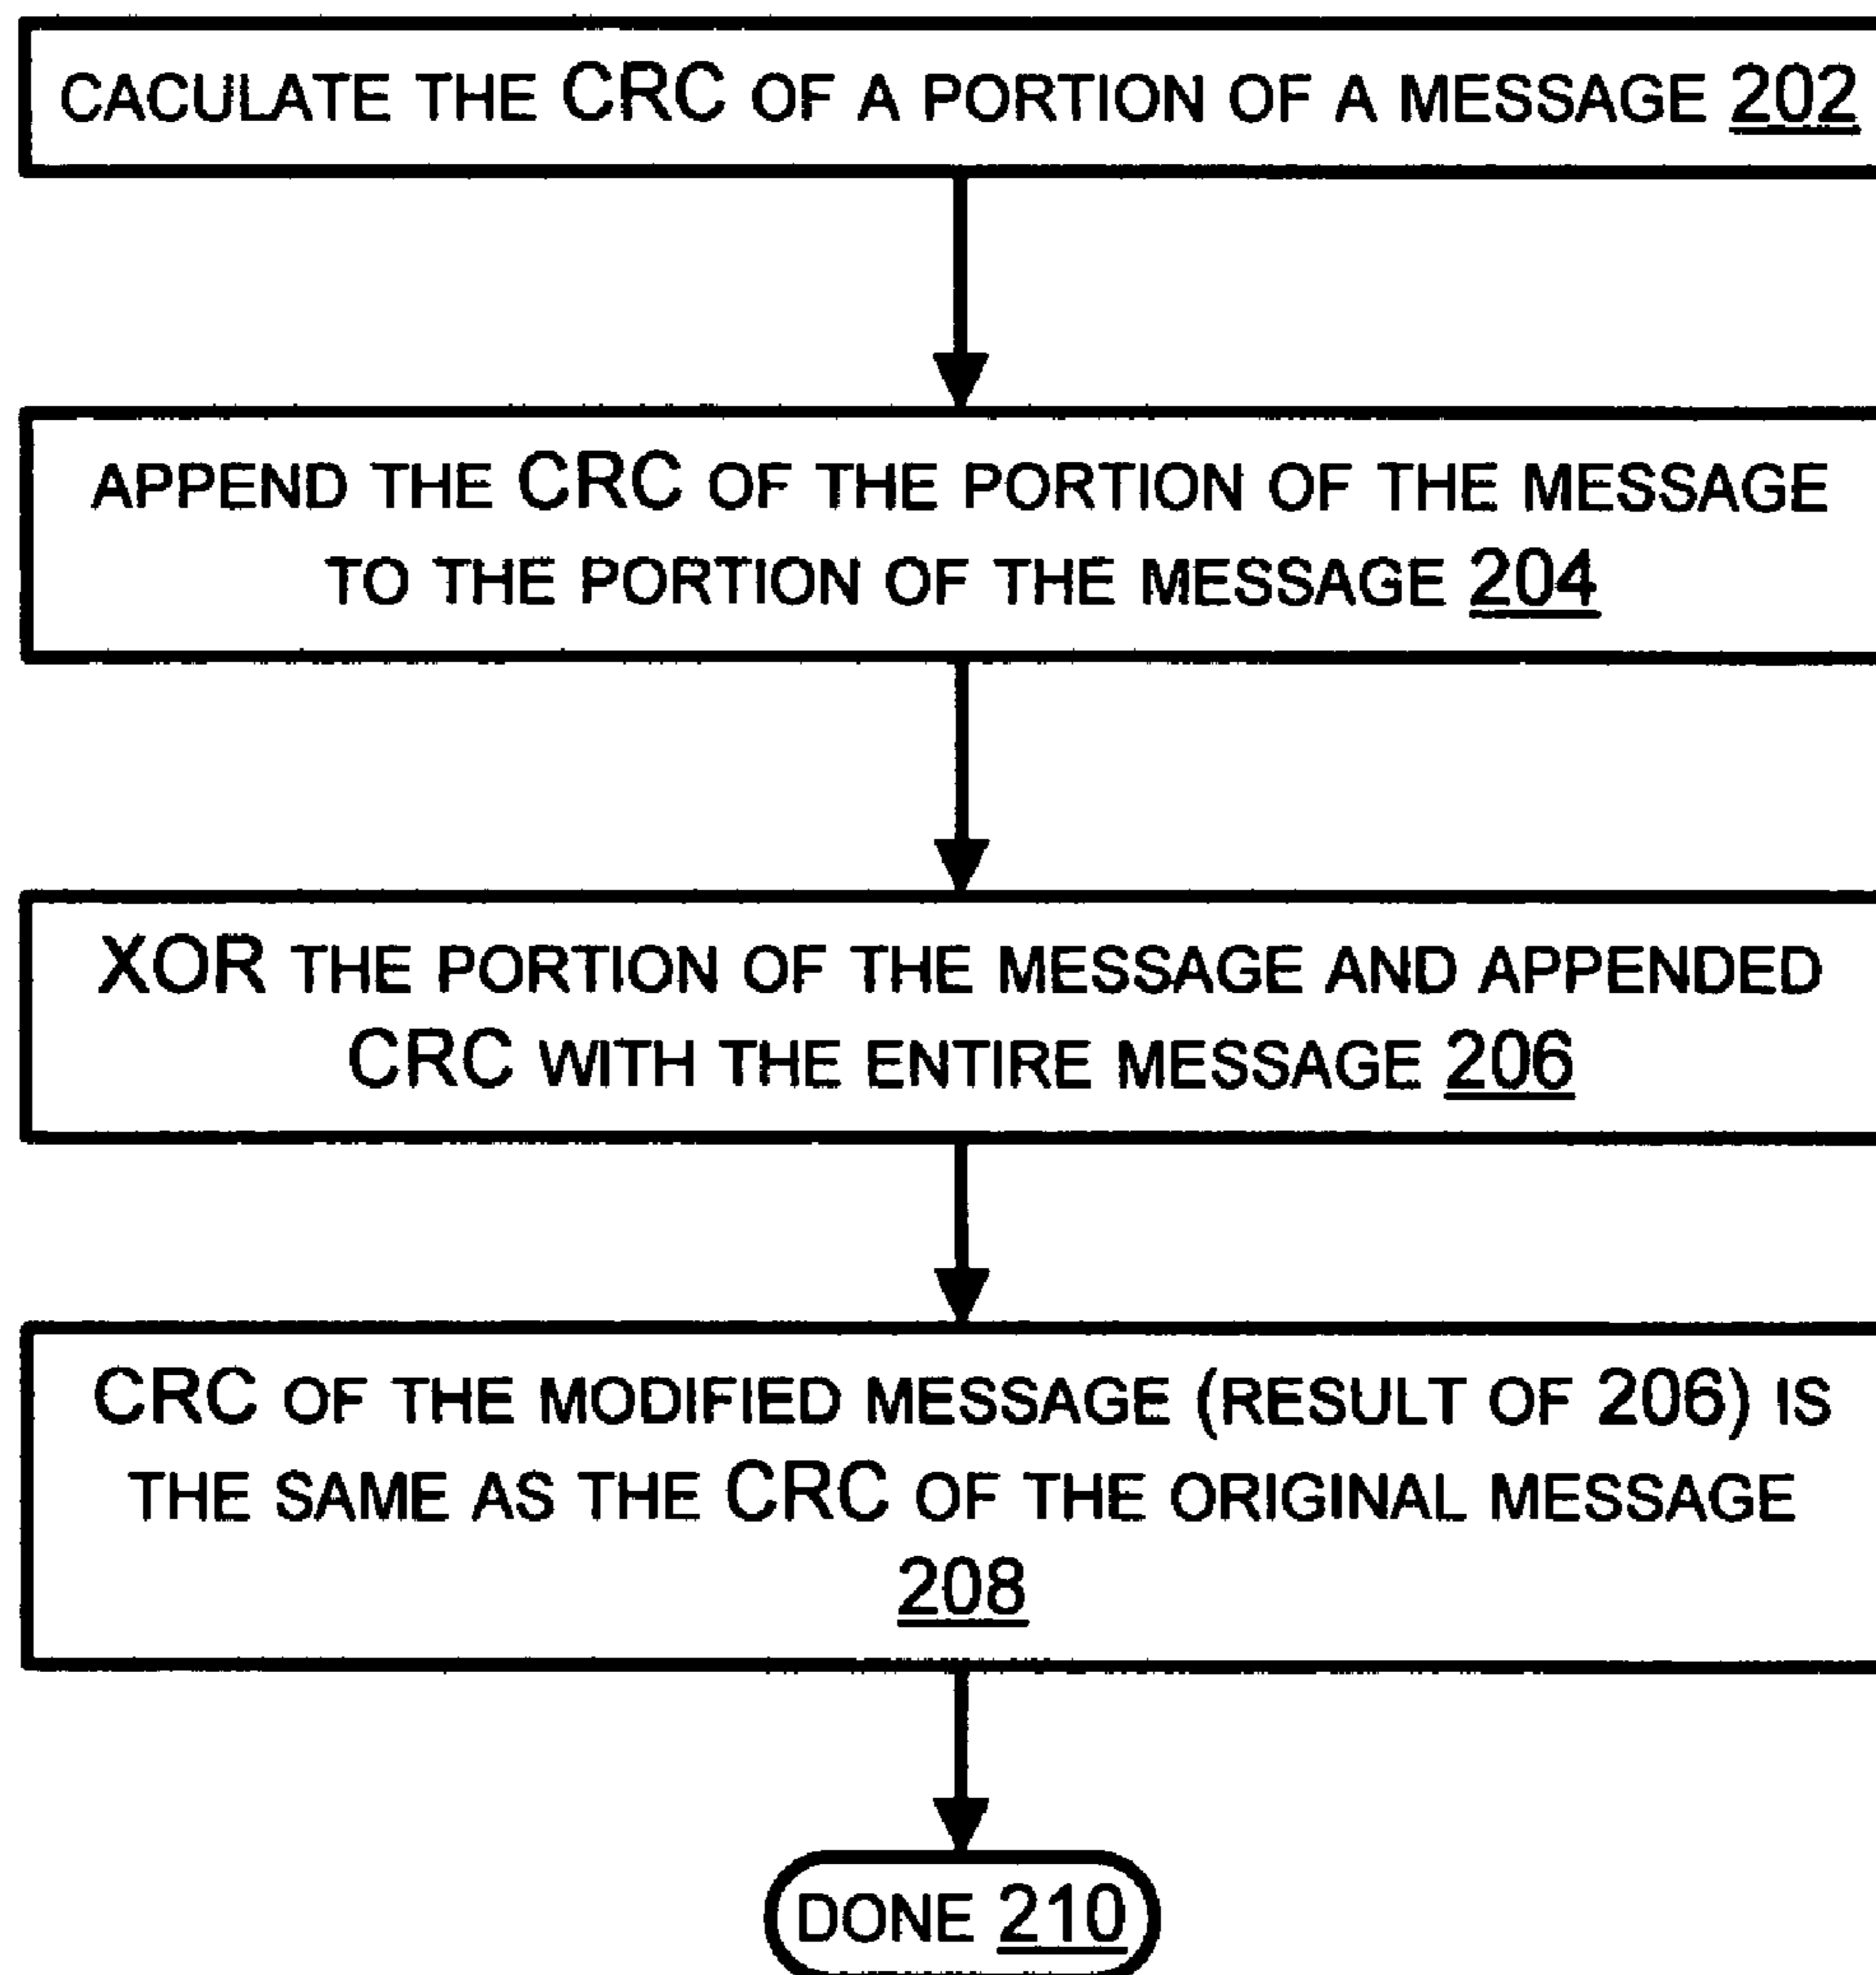 CACULATE THE CRC OF A PORTION OF A MESSAGE 202
APPEND THE CRC OF THE PORTION OF THE MESSAGE
TO THE PORTION OF THE MESSAGE 204
XOR THE PORTION OF THE MESSAGE AND APPENDED
CRC WITH THE ENTIRE MESSAGE 206
CRC OF THE MODIFIED MESSAGE (RESULT OF 206) IS
THE SAME AS THE CRC OF THE ORIGINAL MESSAGE
208
DONE 210